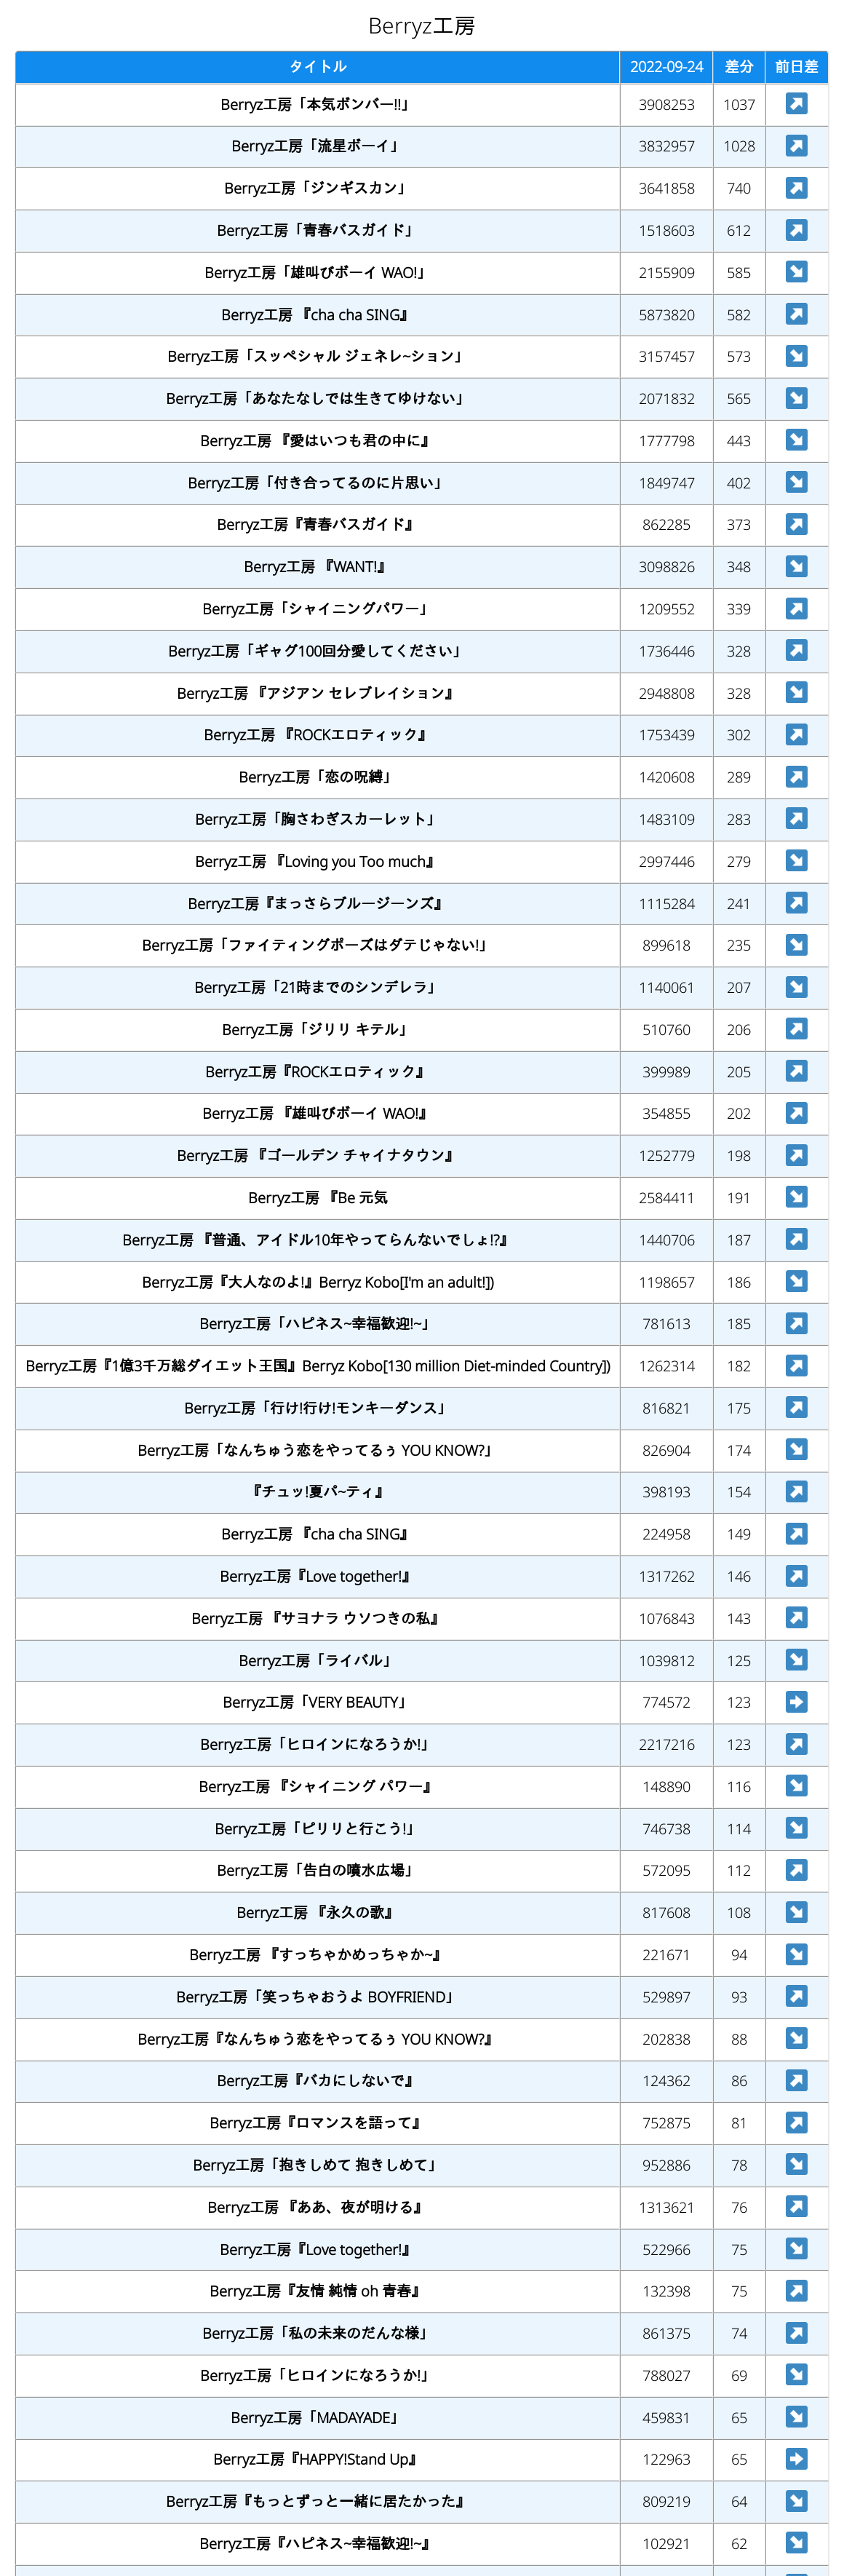 Berryz工房
タイトル 2022-09-24 差分 前日差
Berryz工房「本気ボンバー!!」 3908253 1037 ↗
Berryz工房「流星ボーイ」 3832957 1028 ↗
Berryz工房「ジンギスカン」 3641858 740 ↗
Berryz工房「青春バスガイド」 1518603 612 ↗
Berryz工房「雄叫びボーイ WAO!」 2155909 585 ↘
Berryz工房 『cha cha SING』 5873820 582 ↗
Berryz工房「スッペシャル ジェネレ~ション」 3157457 573 ↘
Berryz工房「あなたなしでは生きてゆけない」 2071832 565 ↘
Berryz工房 『愛はいつも君の中に』 1777798 443 ↘
Berryz工房「付き合ってるのに片思い」 1849747 402 ↘
Berryz工房『青春バスガイド』 862285 373 ↗
Berryz工房 『WANT!』 3098826 348 ↘
Berryz工房「シャイニングパワー」 1209552 339 ↗
Berryz工房「ギャグ100回分愛してください」 1736446 328 ↗
Berryz工房 『アジアン セレブレイション』 2948808 328 ↘
Berryz工房 『ROCKエロティック』 1753439 302 ↗
Berryz工房「恋の呪縛」 1420608 289 ↗
Berryz工房「胸さわぎスカーレット」 1483109 283 ↗
Berryz工房 『Loving you Too much』 2997446 279 ↘
Berryz工房『まっさらブルージーンズ』 1115284 241 ↗
Berryz工房「ファイティングポーズはダテじゃない!」 899618 235 ↘
Berryz工房「21時までのシンデレラ」 1140061 207 ↘
Berryz工房「ジリリ キテル」 510760 206 ↗
Berryz工房『ROCKエロティック』 399989 205 ↗
Berryz工房 『雄叫びボーイ WAO!』 354855 202 ↗
Berryz工房 『ゴールデン チャイナタウン』 1252779 198 ↗
Berryz工房 『Be 元気 2584411 191 ↘
Berryz工房 『普通、アイドル10年やってらんないでしょ!?』 1440706 187 ↗
Berryz工房『大人なのよ!』Berryz Kobo[I'm an adult!]) 1198657 186 ↘
Berryz工房「ハピネス~幸福歓迎!~」 781613 185 ↗
Berryz工房『1億3千万総ダイエット王国』Berryz Kobo[130 million Diet-minded Country]) 1262314 182 ↗
Berryz工房「行け!行け!モンキーダンス」 816821 175 ↗
Berryz工房「なんちゅう恋をやってるぅ YOU KNOW?」 826904 174 ↘
『チュッ!夏パ~ティ』 398193 154 ↗
Berryz工房 『cha cha SING』 224958 149 ↗
Berryz工房『Love together!』 1317262 146 ↗
Berryz工房 『サヨナラ ウソつきの私』 1076843 143 ↗
Berryz工房「ライバル」 1039812 125 ↘
Berryz工房「VERY BEAUTY」 774572 123 ➡
Berryz工房「ヒロインになろうか!」 2217216 123 ↗
Berryz工房 『シャイニング パワー』 148890 116 ↘
Berryz工房「ピリリと行こう!」 746738 114 ↘
Berryz工房「告白の噴水広場」 572095 112 ↗
Berryz工房 『永久の歌』 817608 108 ↘
Berryz工房 『すっちゃかめっちゃか~』 221671 94 ↘
Berryz工房「笑っちゃおうよ BOYFRIEND」 529897 93 ↗
Berryz工房『なんちゅう恋をやってるぅ YOU KNOW?』 202838 88 ↘
Berryz工房『バカにしないで』 124362 86 ↗
Berryz工房『ロマンスを語って』 752875 81 ↗
Berryz工房「抱きしめて 抱きしめて」 952886 78 ↘
Berryz工房 『ああ、夜が明ける』 1313621 76 ↗
Berryz工房『Love together!』 522966 75 ↘
Berryz工房『友情 純情 oh 青春』 132398 75 ↗
Berryz工房「私の未来のだんな様」 861375 74 ↗
Berryz工房「ヒロインになろうか!」 788027 69 ↘
Berryz工房「MADAYADE」 459831 65 ↘
Berryz工房『HAPPY!Stand Up』 122963 65 ➡
Berryz工房『もっとずっと一緒に居たかった』 809219 64 ↘
Berryz工房『ハピネス~幸福歓迎!~』 102921 62 ↘